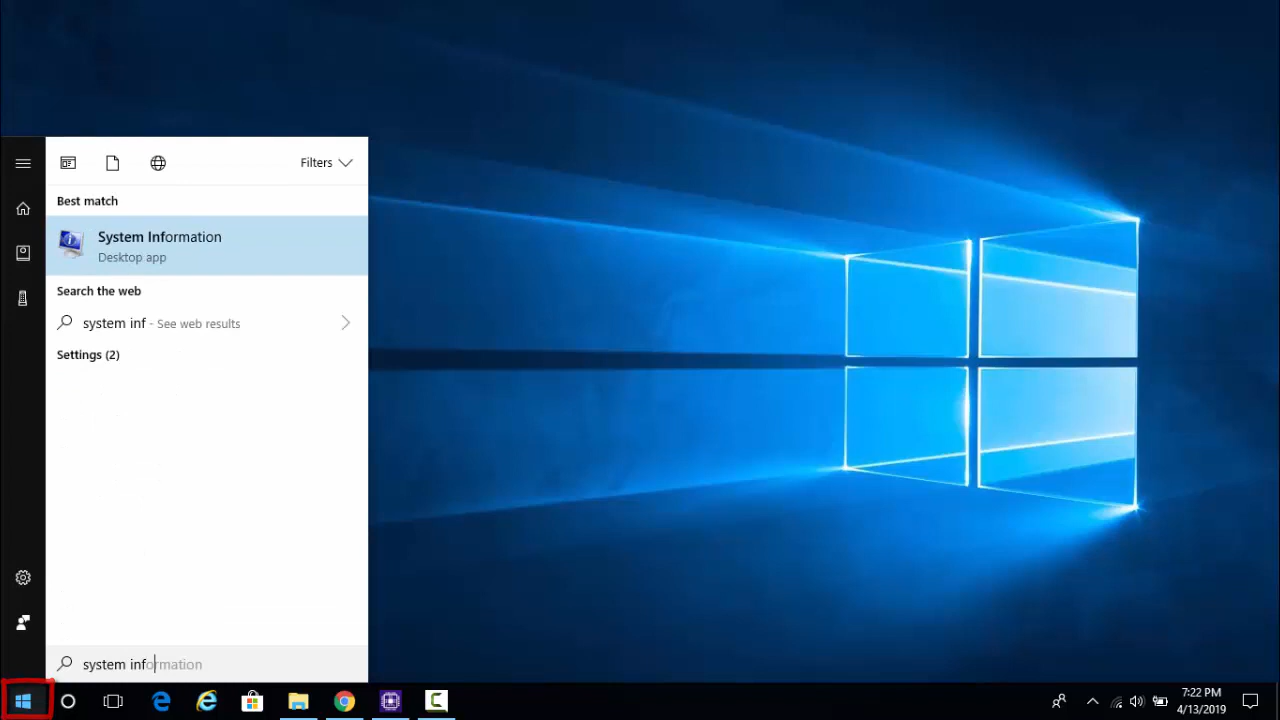 Filters
Best match
System Information
Desktop app
Search the web
system inf - See web results
Settings (2)
system information
7:22 PM
4/13/2019